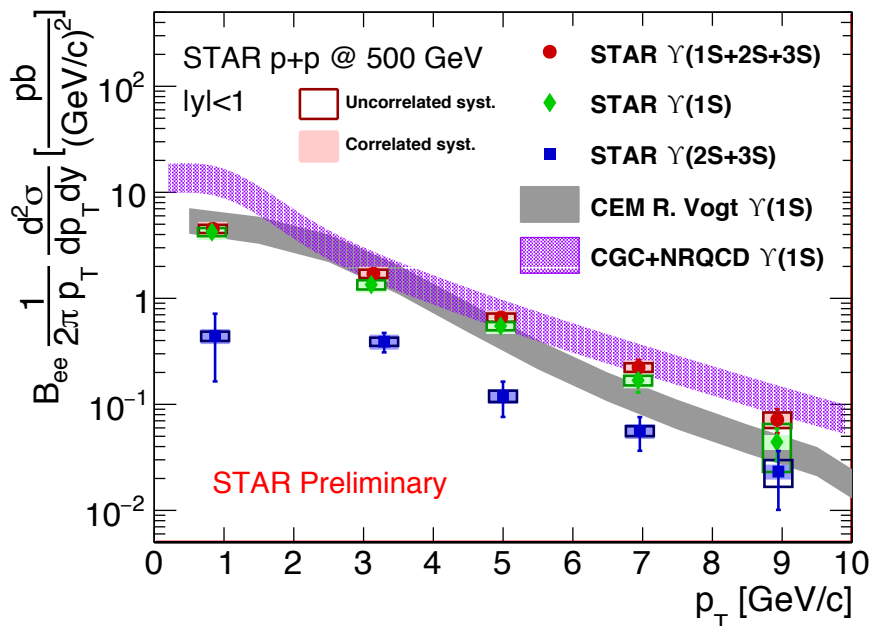 B_ee 1/(2π p_T) d²σ/(dp_T dy) [pb/(GeV/c)²]
STAR p+p @ 500 GeV
|y|<1
Uncorrelated syst.
Correlated syst.
STAR ϒ(1S+2S+3S)
STAR ϒ(1S)
STAR ϒ(2S+3S)
CEM R. Vogt ϒ(1S)
CGC+NRQCD ϒ(1S)
10²
10
1
10⁻¹
10⁻²
STAR Preliminary
0 1 2 3 4 5 6 7 8 9 10
p_T [GeV/c]